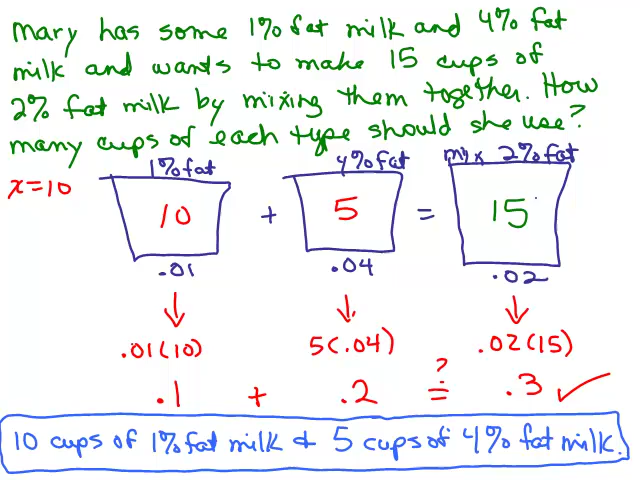 Mary has some 1% fat milk and 4% fat
milk and wants to make 15 cups of
2% fat milk by mixing them together. How
many cups of each type should she use?
1% fat 4% fat mix 2% fat
x=10
10 + 5 = 15
.01 .04 .02
.01(10) 5(.04) .02(15)
?
.1 + .2 = .3 ✓
10 cups of 1% fat milk & 5 cups of 4% fat milk.